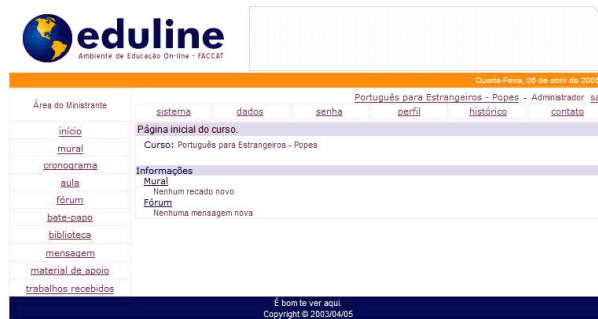 eduline
Ambiente de Educação On-line - FACCAT
Quarta-Feira, 05 de abril de 2006
Português para Estrangeiros - Popes - Administrador
Área do Ministrante
sistema dados senha perfil histórico contato
início
mural
cronograma
aula
fórum
bate-papo
biblioteca
mensagem
material de apoio
trabalhos recebidos
Página inicial do curso.
Curso: Português para Estrangeiros - Popes
Informações
Mural
Nenhum recado novo
Fórum
Nenhuma mensagem nova
É bom te ver aqui.
Copyright © 2003/04/05